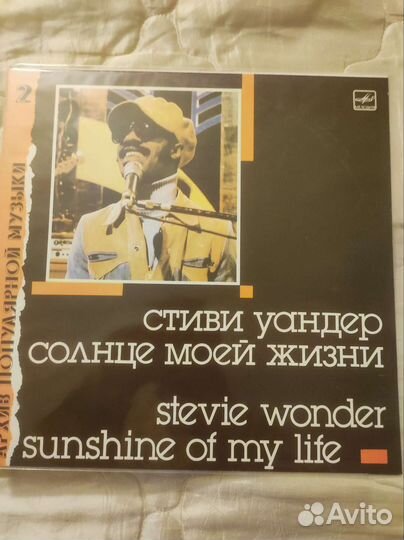 2
АРХИВ ПОПУЛЯРНОЙ МУЗЫКИ
стиви уандер
солнце моей жизни
stevie wonder
sunshine of my life
Avito